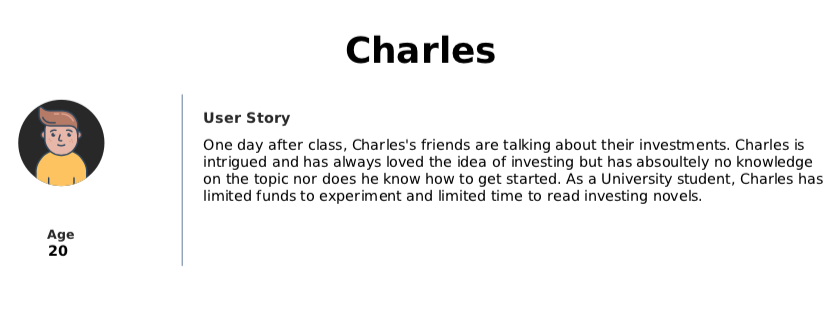 Charles
User Story
One day after class, Charles's friends are talking about their investments. Charles is
intrigued and has always loved the idea of investing but has absoultely no knowledge
on the topic nor does he know how to get started. As a University student, Charles has
limited funds to experiment and limited time to read investing novels.
Age
20